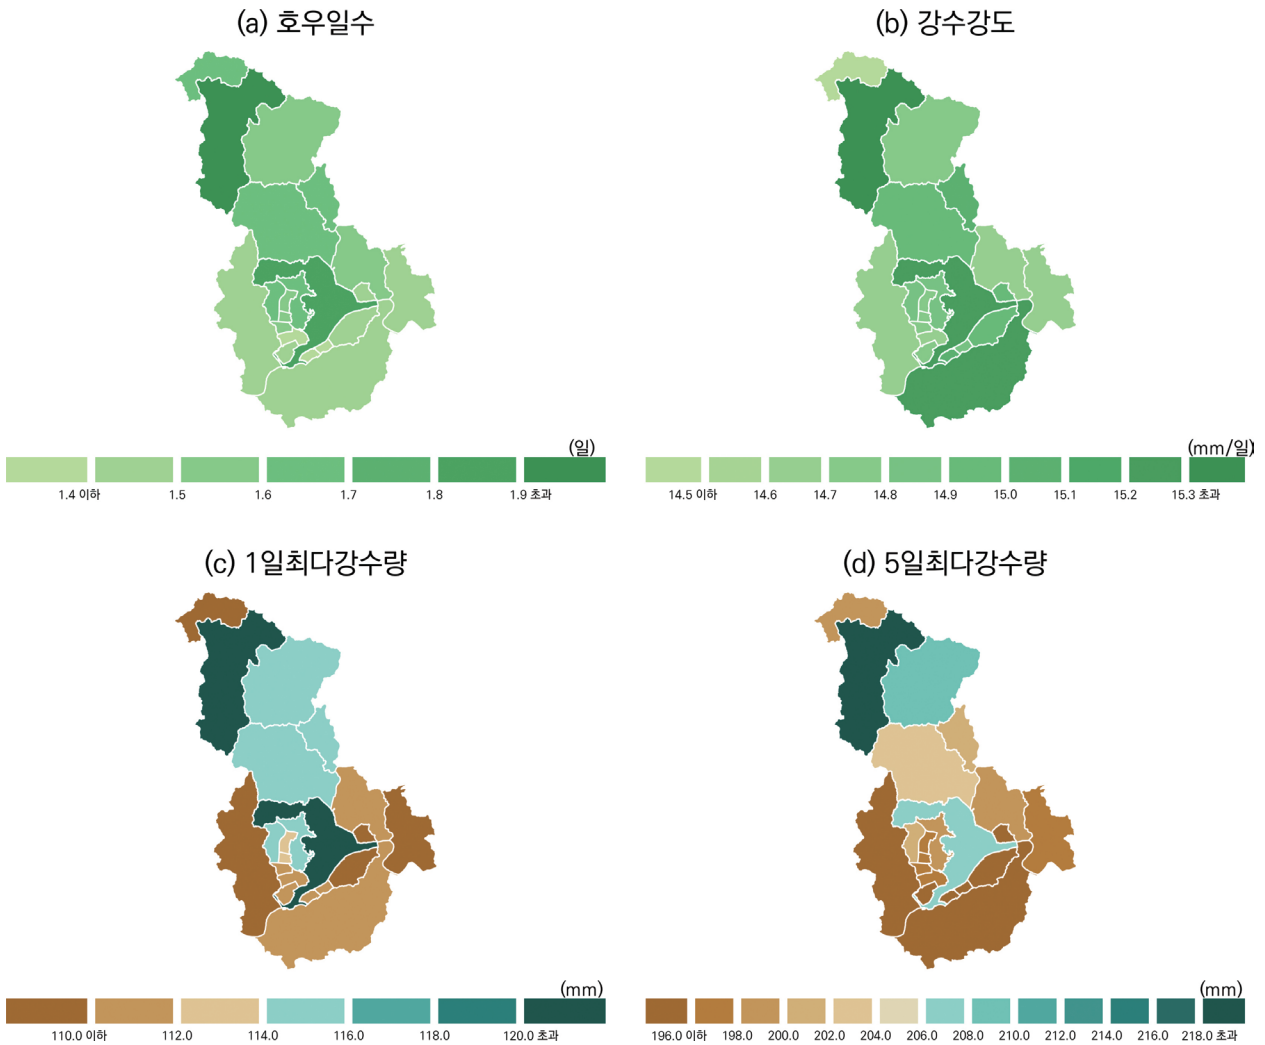 (a) 호우일수
(b) 강수강도
(일)
1.4 이하 1.5 1.6 1.7 1.8 1.9 초과
(mm/일)
14.5 이하 14.6 14.7 14.8 14.9 15.0 15.1 15.2 15.3 초과
(c) 1일최다강수량
(d) 5일최다강수량
(mm)
110.0 이하 112.0 114.0 116.0 118.0 120.0 초과
(mm)
196.0 이하 198.0 200.0 202.0 204.0 206.0 208.0 210.0 212.0 214.0 216.0 218.0 초과